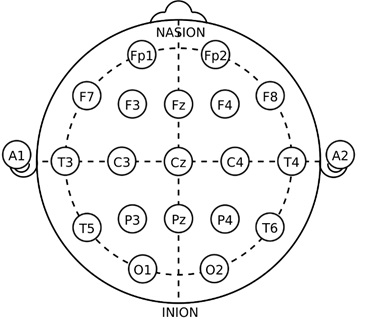 NASION
Fp1 Fp2
F7 F3 Fz F4 F8
A1 T3 C3 Cz C4 T4 A2
T5 P3 Pz P4 T6
O1 O2
INION